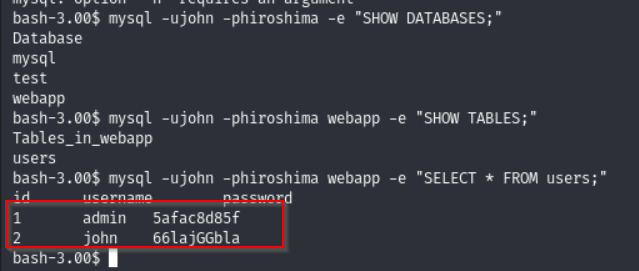 mysql: option '-h' requires an argument
bash-3.00$ mysql -ujohn -phiroshima -e "SHOW DATABASES;"
Database
mysql
test
webapp
bash-3.00$ mysql -ujohn -phiroshima webapp -e "SHOW TABLES;"
Tables_in_webapp
users
bash-3.00$ mysql -ujohn -phiroshima webapp -e "SELECT * FROM users;"
id username password
1 admin 5afac8d85f
2 john 66lajGGbla
bash-3.00$